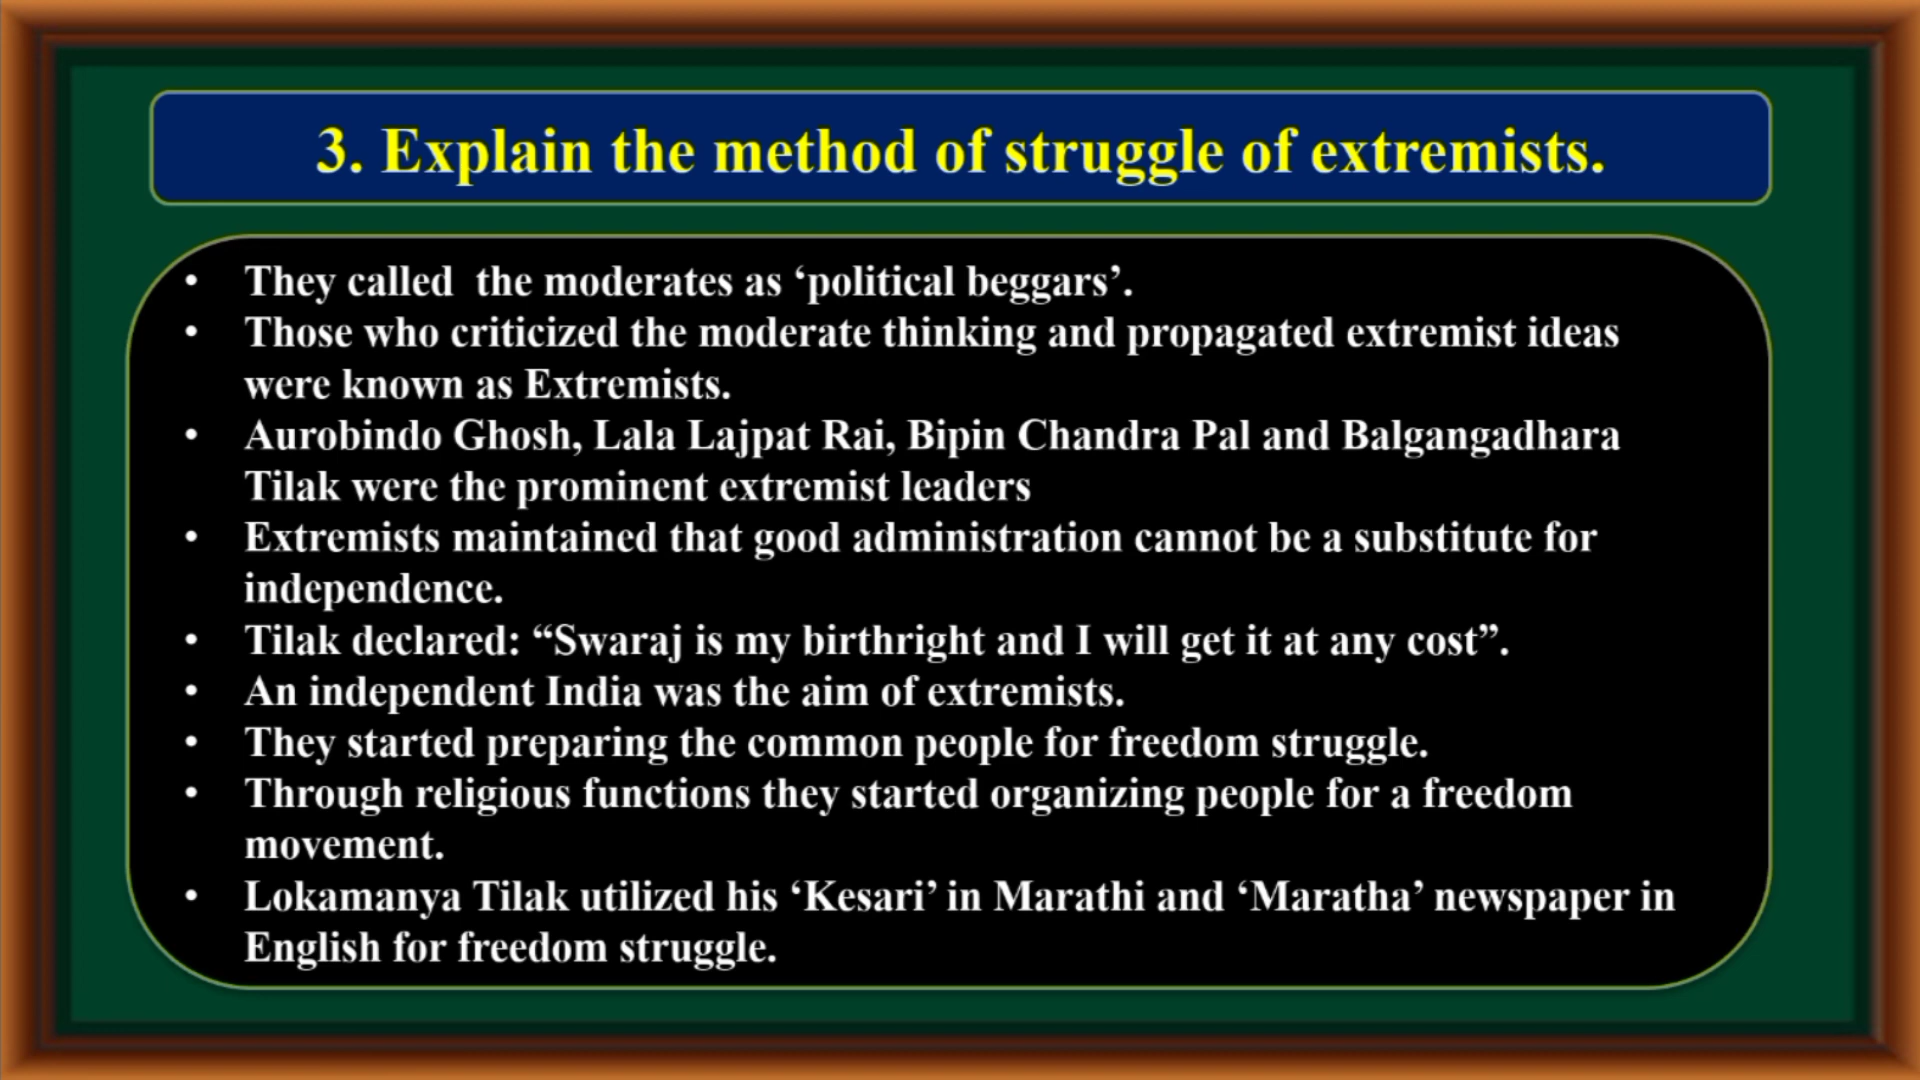 3. Explain the method of struggle of extremists.
• They called the moderates as ‘political beggars’.
• Those who criticized the moderate thinking and propagated extremist ideas
were known as Extremists.
• Aurobindo Ghosh, Lala Lajpat Rai, Bipin Chandra Pal and Balgangadhara
Tilak were the prominent extremist leaders
• Extremists maintained that good administration cannot be a substitute for
independence.
• Tilak declared: “Swaraj is my birthright and I will get it at any cost”.
• An independent India was the aim of extremists.
• They started preparing the common people for freedom struggle.
• Through religious functions they started organizing people for a freedom
movement.
• Lokamanya Tilak utilized his ‘Kesari’ in Marathi and ‘Maratha’ newspaper in
English for freedom struggle.